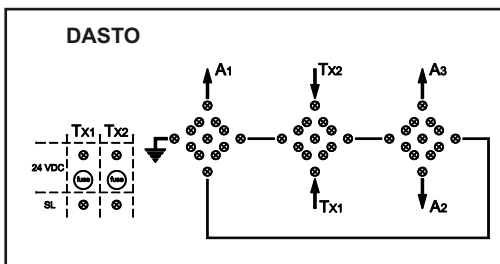 DASTO
A1 Tx2 A3
Tx1 Tx2
24 VDC
fuse fuse
SL
Tx1 A2